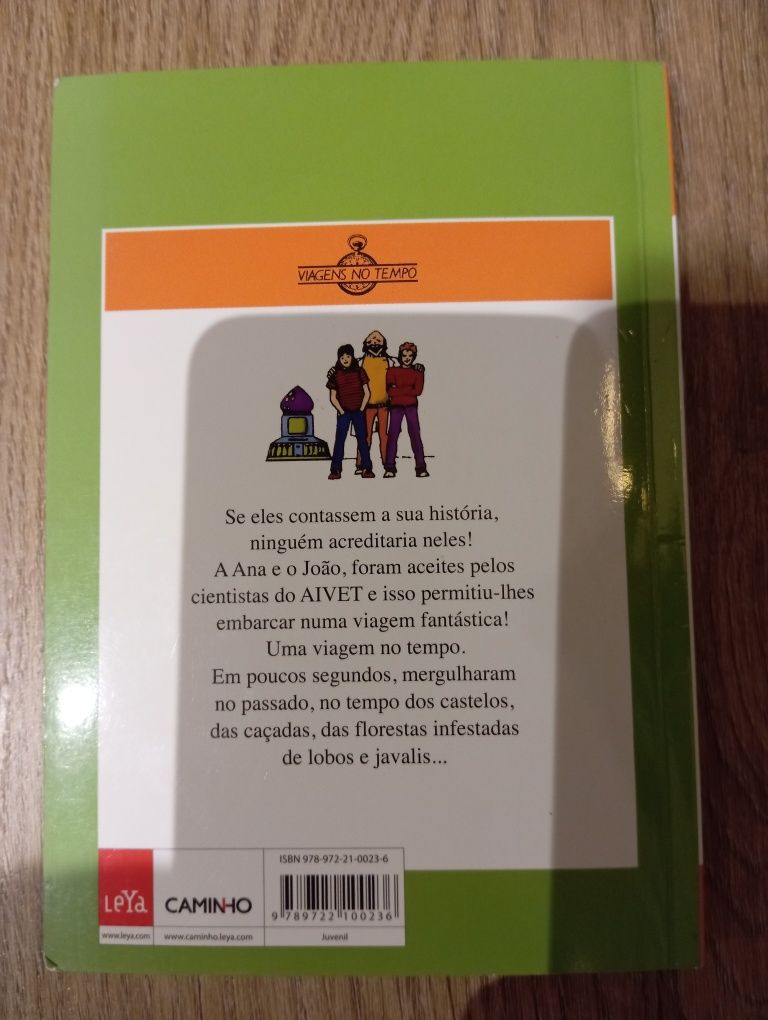 VIAGENS NO TEMPO
Se eles contassem a sua história,
ninguém acreditaria neles!
A Ana e o João, foram aceites pelos
cientistas do AIVET e isso permitiu-lhes
embarcar numa viagem fantástica!
Uma viagem no tempo.
Em poucos segundos, mergulharam
no passado, no tempo dos castelos,
das caçadas, das florestas infestadas
de lobos e javalis...
ISBN 978-972-21-0023-6
LeYa
CAMINHO
9 789722 100236
www.leya.com
www.caminho.leya.com
Juvenil